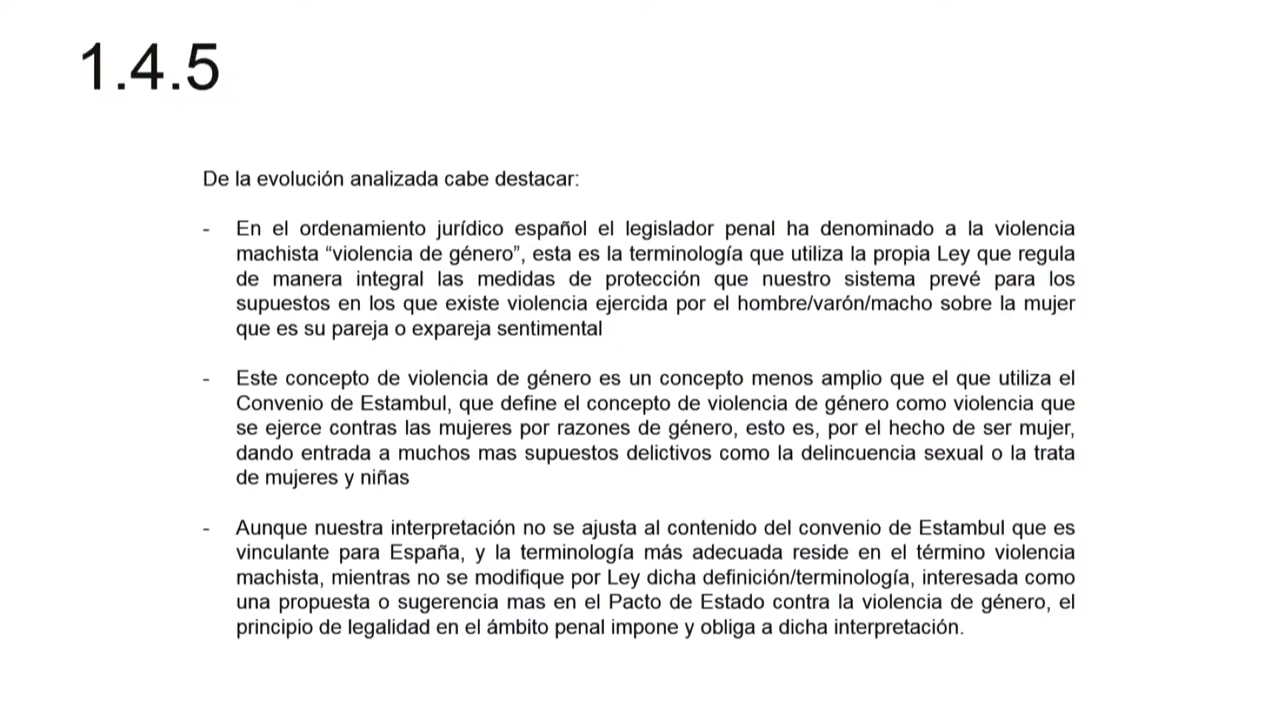 1.4.5
De la evolución analizada cabe destacar:
- En el ordenamiento jurídico español el legislador penal ha denominado a la violencia
machista “violencia de género”, esta es la terminología que utiliza la propia Ley que regula
de manera integral las medidas de protección que nuestro sistema prevé para los
supuestos en los que existe violencia ejercida por el hombre/varón/macho sobre la mujer
que es su pareja o expareja sentimental
- Este concepto de violencia de género es un concepto menos amplio que el que utiliza el
Convenio de Estambul, que define el concepto de violencia de género como violencia que
se ejerce contras las mujeres por razones de género, esto es, por el hecho de ser mujer,
dando entrada a muchos mas supuestos delictivos como la delincuencia sexual o la trata
de mujeres y niñas
- Aunque nuestra interpretación no se ajusta al contenido del convenio de Estambul que es
vinculante para España, y la terminología más adecuada reside en el término violencia
machista, mientras no se modifique por Ley dicha definición/terminología, interesada como
una propuesta o sugerencia mas en el Pacto de Estado contra la violencia de género, el
principio de legalidad en el ámbito penal impone y obliga a dicha interpretación.